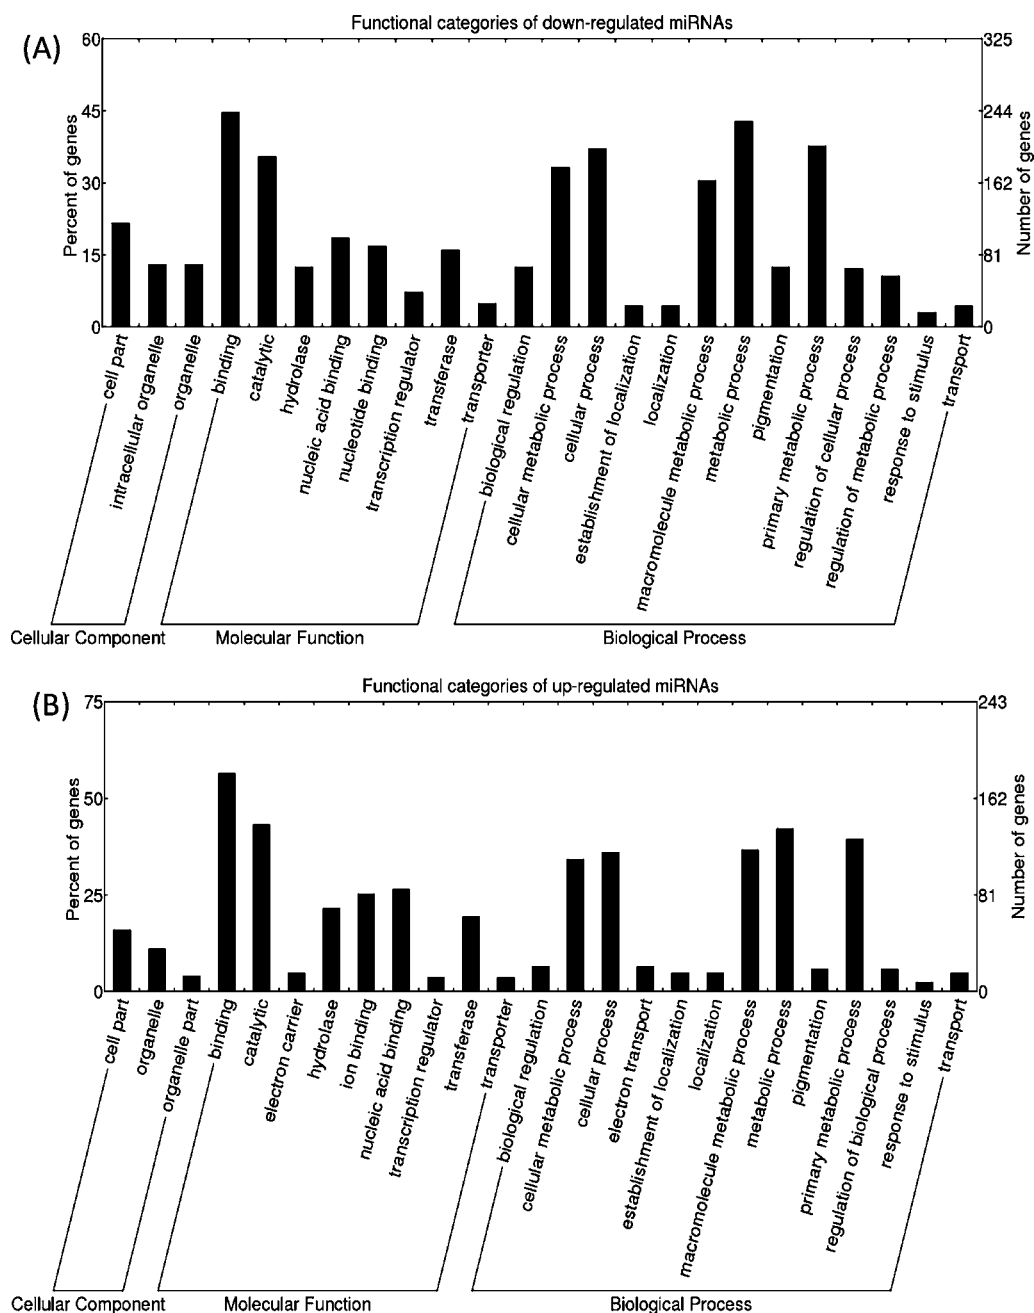 Functional categories of down-regulated miRNAs
(A)
60
45
30
15
0
Percent of genes
325
244
162
81
0
Number of genes
cell part
intracellular organelle
organelle
binding
catalytic
hydrolase
nucleic acid binding
nucleotide binding
transcription regulator
transferase
transporter
biological regulation
cellular metabolic process
cellular process
establishment of localization
localization
macromolecule metabolic process
metabolic process
pigmentation
primary metabolic process
regulation of cellular process
regulation of metabolic process
response to stimulus
transport
Cellular Component
Molecular Function
Biological Process
Functional categories of up-regulated miRNAs
(B)
75
50
25
0
Percent of genes
243
162
81
0
Number of genes
cell part
organelle
organelle part
binding
catalytic
electron carrier
hydrolase
ion binding
nucleic acid binding
transcription regulator
transferase
transporter
biological regulation
cellular metabolic process
cellular process
electron transport
establishment of localization
localization
macromolecule metabolic process
metabolic process
pigmentation
primary metabolic process
regulation of biological process
response to stimulus
transport
Cellular Component
Molecular Function
Biological Process